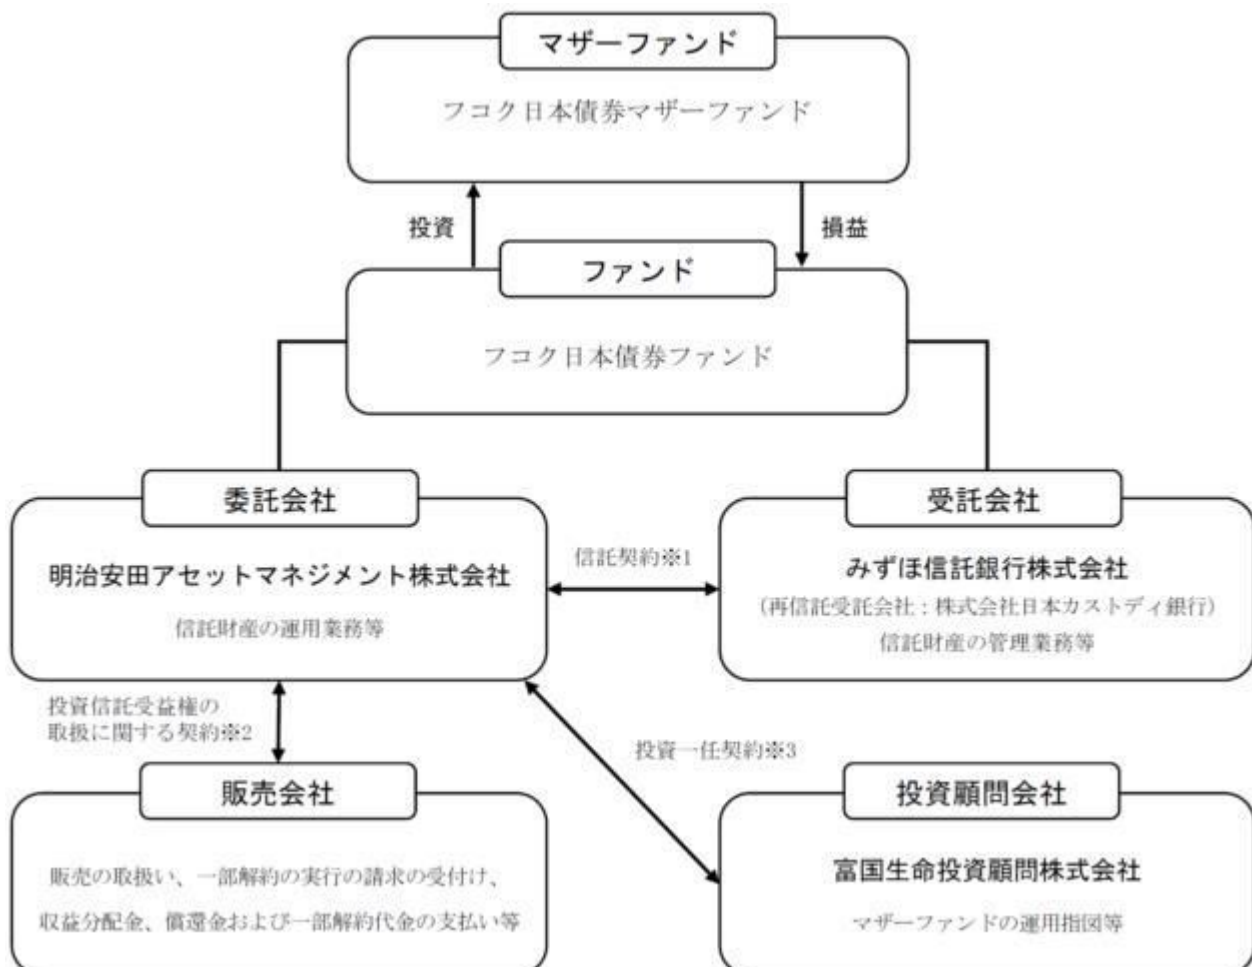 マザーファンド
フコク日本債券マザーファンド
投資
損益
ファンド
フコク日本債券ファンド
委託会社
明治安田アセットマネジメント株式会社
信託財産の運用業務等
信託契約※1
受託会社
みずほ信託銀行株式会社
(再信託受託会社:株式会社日本カストディ銀行)
信託財産の管理業務等
投資信託受益権の
取扱に関する契約※2
投資一任契約※3
販売会社
販売の取扱い、一部解約の実行の請求の受付け、
収益分配金、償還金および一部解約代金の支払い等
投資顧問会社
富国生命投資顧問株式会社
マザーファンドの運用指図等